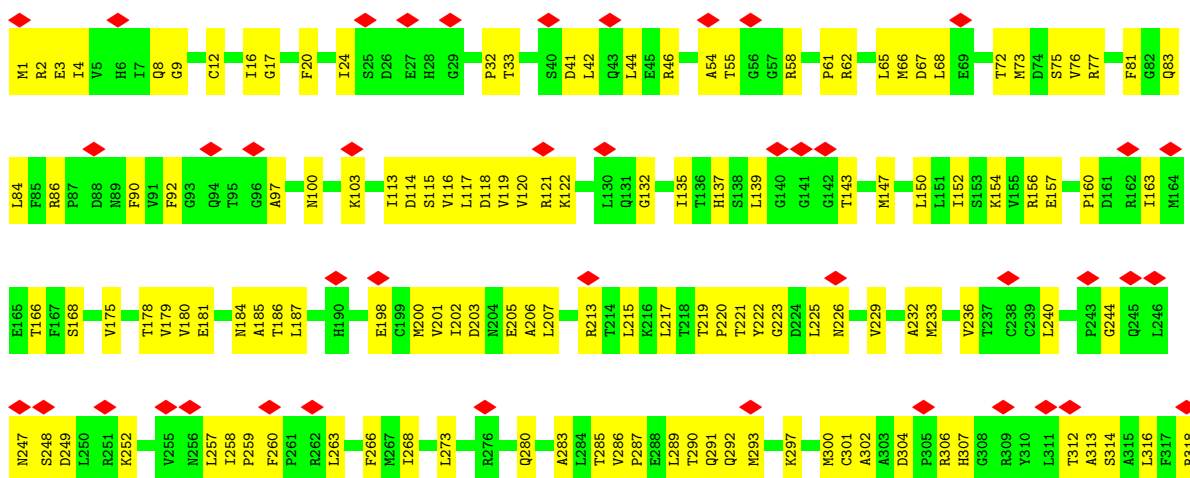 M1 R2 E3 I4 V5 H6 I7 Q8 G9 C12 I16 G17 F20 I24 S25 D26 E27 H28 G29 P32 T33 S40 D41 L42 Q43 L44 E45 R46 A54 T55 G56 G57 R58 P61 R62 L65 M66 D67 L68 E69 T72 M73 D74 S75 V76 R77 F81 G82 Q83
L84 F85 R86 P87 D88 N89 F90 V91 F92 G93 Q94 T95 G96 A97 N100 K103 I113 D114 S115 V116 L117 D118 V119 V120 R121 K122 L130 Q131 G132 I135 T136 H137 S138 L139 G140 G141 G142 T143 M147 L150 L151 I152 S153 K154 V155 R156 E157 P160 D161 R162 I163 M164
E165 T166 F167 S168 V175 T178 V179 V180 E181 N184 A185 T186 L187 H190 E198 C199 M200 V201 I202 D203 N204 E205 A206 L207 R213 T214 L215 K216 L217 T218 T219 P220 T221 Y222 G223 D224 L225 N226 V229 A232 M233 V236 T237 C238 C239 L240 P243 G244 Q245 L246
N247 S248 D249 L250 R251 K252 V255 N256 L257 I258 P259 F260 P261 R262 L263 F266 M267 I268 L273 R276 Q280 A283 L284 T285 V286 P287 E288 L289 T290 Q291 Q292 M293 K297 M300 C301 A302 A303 D304 P305 R306 H307 G308 R309 Y310 L311 T312 A313 S314 A315 L316 F317